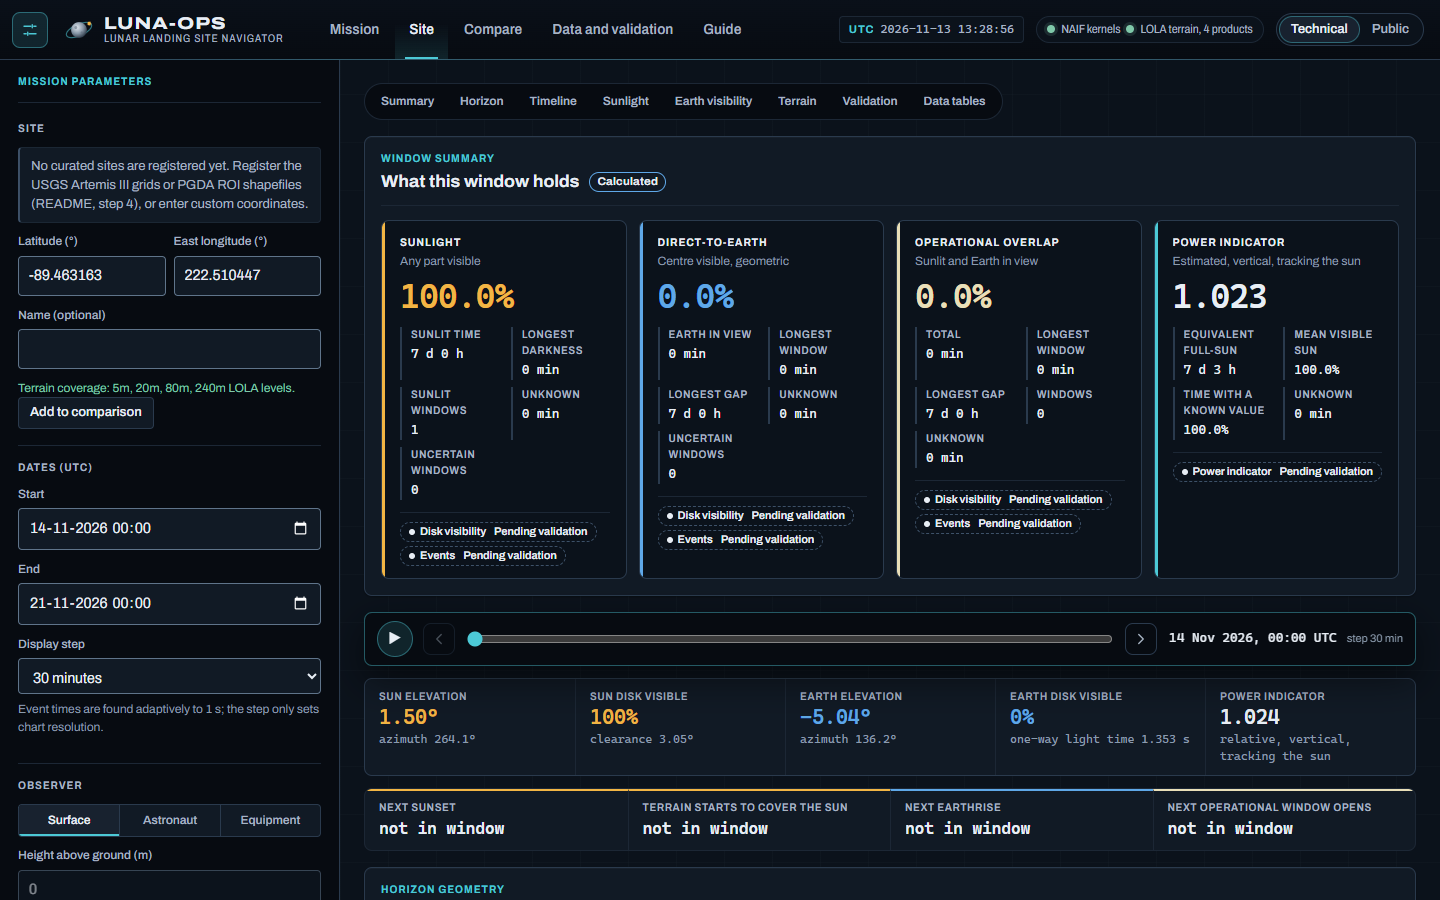 LUNA-OPS
LUNAR LANDING SITE NAVIGATOR
Mission
Site
Compare
Data and validation
Guide
UTC 2026-11-13 13:28:56
NAIF kernels
LOLA terrain, 4 products
Technical
Public
MISSION PARAMETERS
SITE
No curated sites are registered yet. Register the
USGS Artemis III grids or PGDA ROI shapefiles
(README, step 4), or enter custom coordinates.
Latitude (°)
East longitude (°)
-89.463163
222.510447
Name (optional)
Terrain coverage: 5m, 20m, 80m, 240m LOLA levels.
Add to comparison
DATES (UTC)
Start
14-11-2026 00:00
End
21-11-2026 00:00
Display step
30 minutes
Event times are found adaptively to 1 s; the step only sets
chart resolution.
OBSERVER
Surface
Astronaut
Equipment
Height above ground (m)
0
Summary
Horizon
Timeline
Sunlight
Earth visibility
Terrain
Validation
Data tables
WINDOW SUMMARY
What this window holds
Calculated
SUNLIGHT
Any part visible
100.0%
SUNLIT TIME
7 d 0 h
LONGEST
DARKNESS
0 min
SUNLIT
WINDOWS
1
UNKNOWN
0 min
UNCERTAIN
WINDOWS
0
Disk visibility Pending validation
Events Pending validation
DIRECT-TO-EARTH
Centre visible, geometric
0.0%
EARTH IN VIEW
0 min
LONGEST
WINDOW
0 min
LONGEST GAP
7 d 0 h
UNKNOWN
0 min
UNCERTAIN
WINDOWS
0
Disk visibility Pending validation
Events Pending validation
OPERATIONAL OVERLAP
Sunlit and Earth in view
0.0%
TOTAL
0 min
LONGEST
WINDOW
0 min
LONGEST GAP
7 d 0 h
WINDOWS
0
UNKNOWN
0 min
Disk visibility Pending validation
Events Pending validation
POWER INDICATOR
Estimated, vertical, tracking the sun
1.023
EQUIVALENT
FULL-SUN
7 d 3 h
MEAN VISIBLE
SUN
100.0%
TIME WITH A
KNOWN VALUE
100.0%
UNKNOWN
0 min
Power indicator Pending validation
14 Nov 2026, 00:00 UTC
step 30 min
SUN ELEVATION
1.50°
azimuth 264.1°
SUN DISK VISIBLE
100%
clearance 3.05°
EARTH ELEVATION
−5.04°
azimuth 136.2°
EARTH DISK VISIBLE
0%
one-way light time 1.353 s
POWER INDICATOR
1.024
relative, vertical,
tracking the sun
NEXT SUNSET
not in window
TERRAIN STARTS TO COVER THE SUN
not in window
NEXT EARTHRISE
not in window
NEXT OPERATIONAL WINDOW OPENS
not in window
HORIZON GEOMETRY